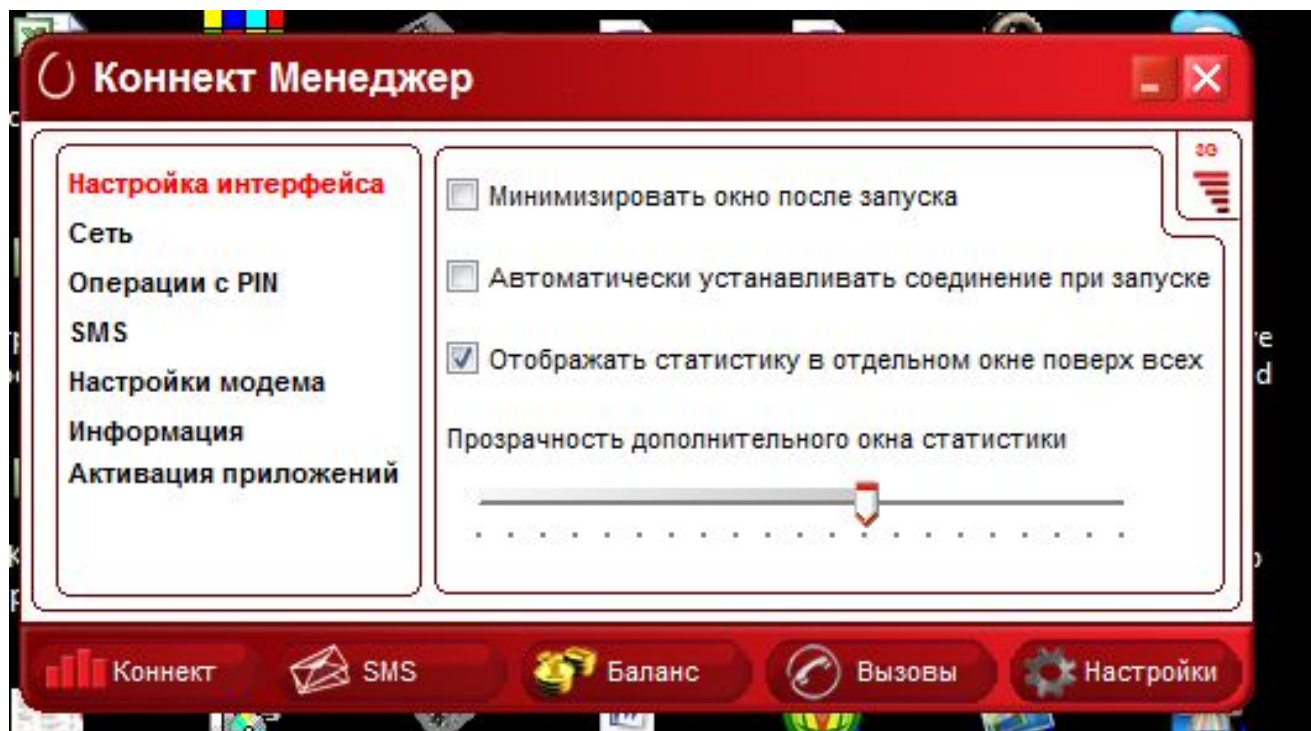 Коннект Менеджер
3G
Настройка интерфейса
Сеть
Операции с PIN
SMS
Настройки модема
Информация
Активация приложений
Минимизировать окно после запуска
Автоматически устанавливать соединение при запуске
Отображать статистику в отдельном окне поверх всех
Прозрачность дополнительного окна статистики
Коннект
SMS
Баланс
Вызовы
Настройки